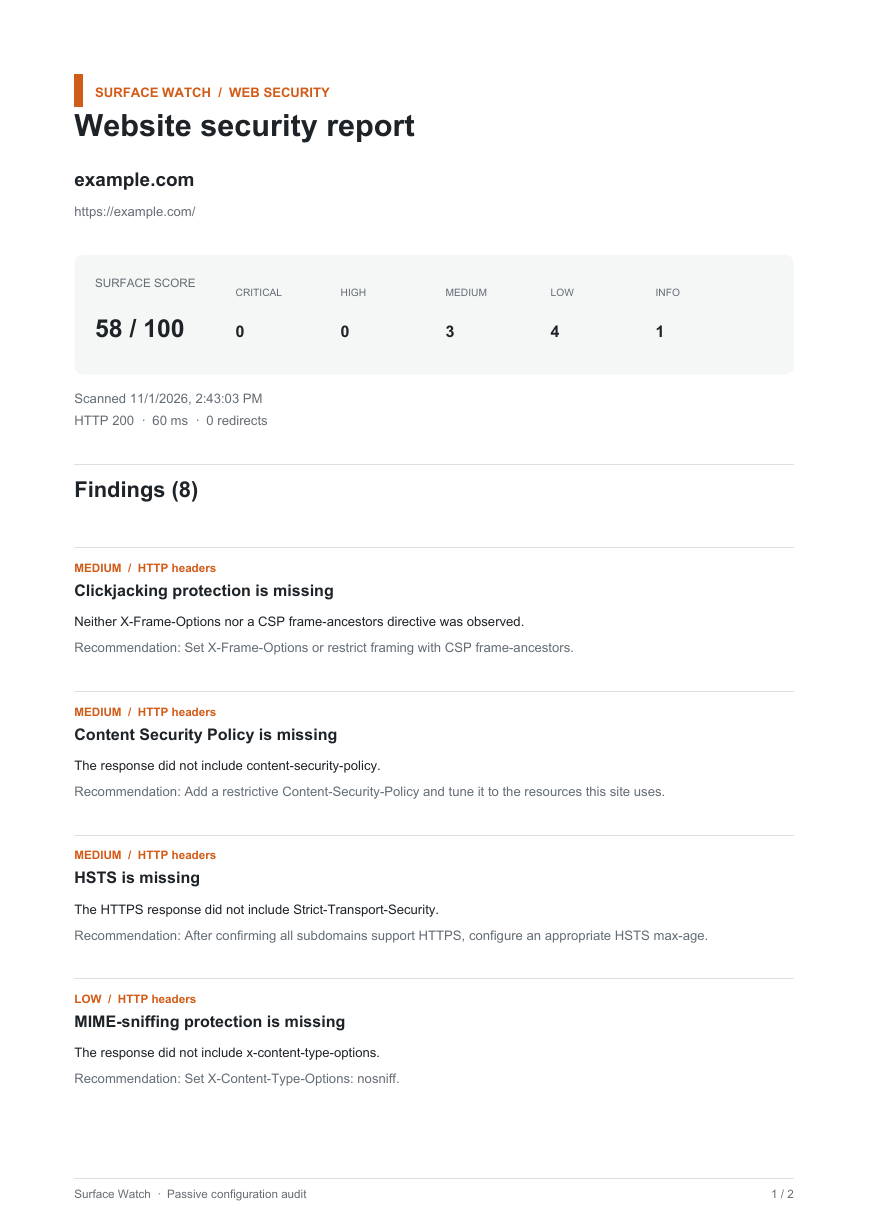 SURFACE WATCH / WEB SECURITY
Website security report
example.com
https://example.com/
SURFACE SCORE CRITICAL HIGH MEDIUM LOW INFO
58 / 100 0 0 3 4 1
Scanned 11/1/2026, 2:43:03 PM
HTTP 200 · 60 ms · 0 redirects
Findings (8)
MEDIUM / HTTP headers
Clickjacking protection is missing
Neither X-Frame-Options nor a CSP frame-ancestors directive was observed.
Recommendation: Set X-Frame-Options or restrict framing with CSP frame-ancestors.
MEDIUM / HTTP headers
Content Security Policy is missing
The response did not include content-security-policy.
Recommendation: Add a restrictive Content-Security-Policy and tune it to the resources this site uses.
MEDIUM / HTTP headers
HSTS is missing
The HTTPS response did not include Strict-Transport-Security.
Recommendation: After confirming all subdomains support HTTPS, configure an appropriate HSTS max-age.
LOW / HTTP headers
MIME-sniffing protection is missing
The response did not include x-content-type-options.
Recommendation: Set X-Content-Type-Options: nosniff.
Surface Watch · Passive configuration audit 1 / 2